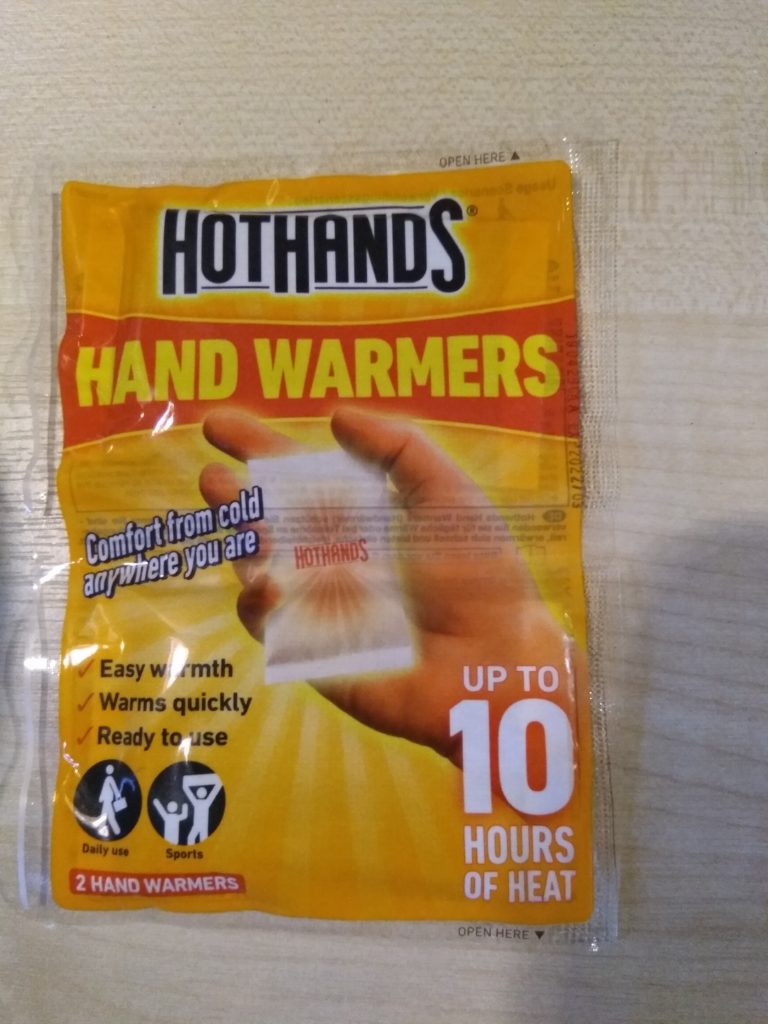 OPEN HERE ▲
HOTHANDS®
HAND WARMERS
Comfort from cold
anywhere you are
HOTHANDS
✓ Easy warmth
✓ Warms quickly
✓ Ready to use
Daily use
Sports
2 HAND WARMERS
UP TO
10
HOURS
OF HEAT
OPEN HERE ▼